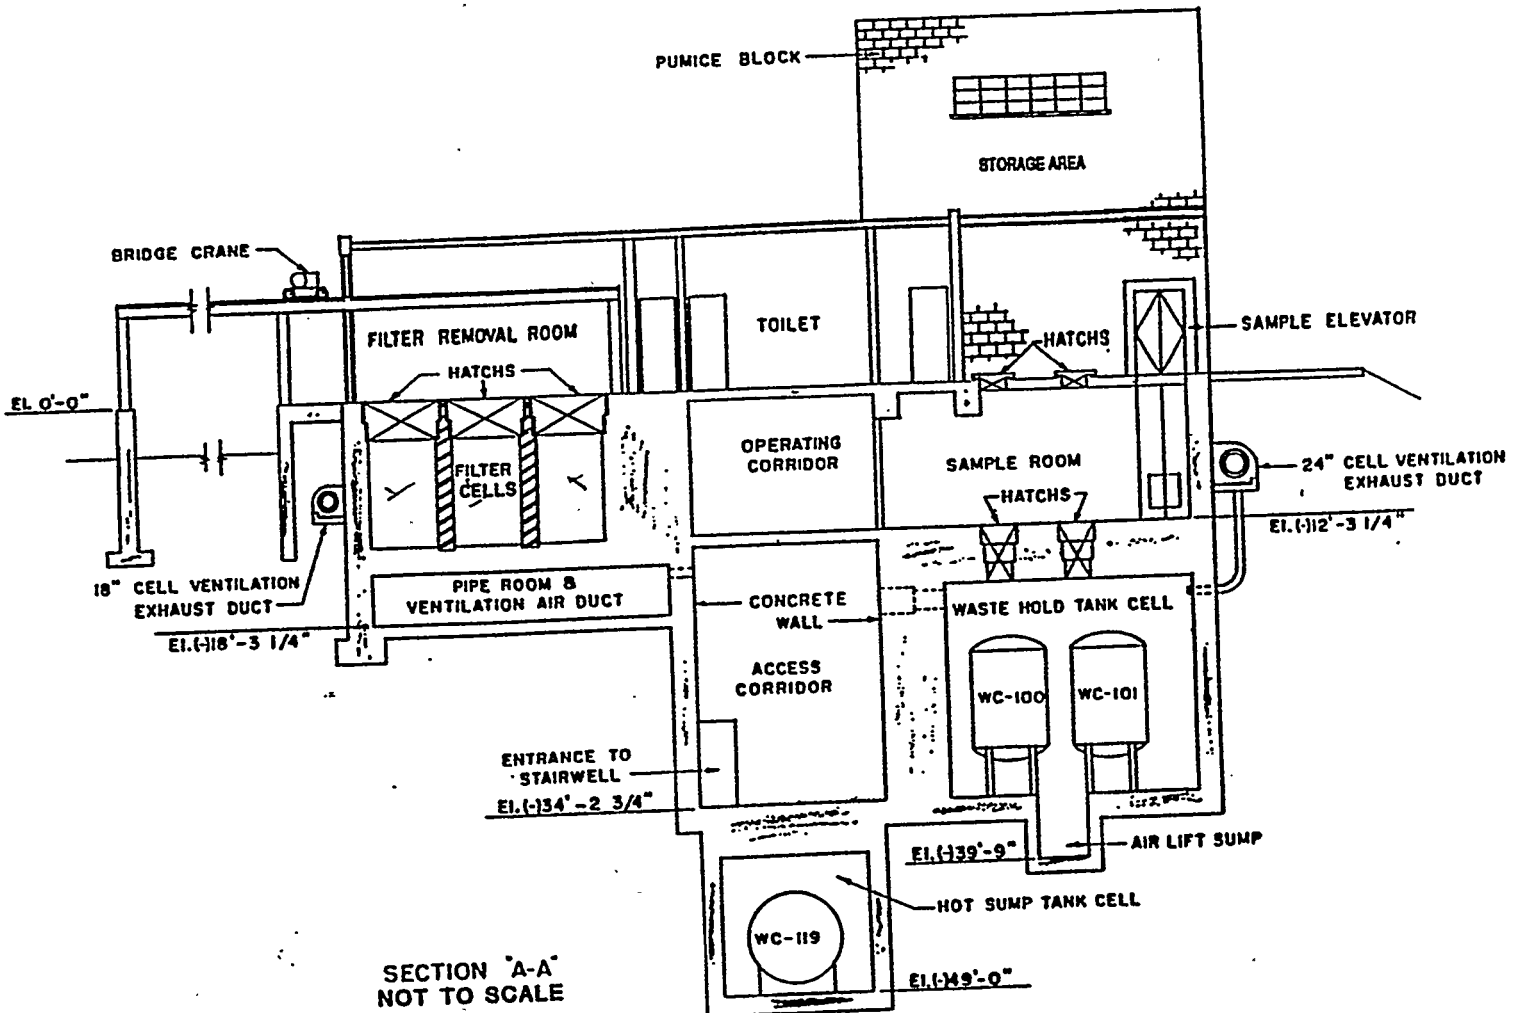 PUMICE BLOCK
STORAGE AREA
BRIDGE CRANE
FILTER REMOVAL ROOM
TOILET
SAMPLE ELEVATOR
HATCHS
HATCHS
EL 0'-0"
OPERATING
CORRIDOR
SAMPLE ROOM
24" CELL VENTILATION
EXHAUST DUCT
FILTER
CELLS
HATCHS
El.(-)12'-3 1/4"
18" CELL VENTILATION
EXHAUST DUCT
PIPE ROOM &
VENTILATION AIR DUCT
CONCRETE
WALL
WASTE HOLD TANK CELL
El.(-)18'-3 1/4"
ACCESS
CORRIDOR
WC-100
WC-101
ENTRANCE TO
STAIRWELL
El.(-)34'-2 3/4"
El.(-)39'-9"
AIR LIFT SUMP
HOT SUMP TANK CELL
WC-119
El.(-)49'-0"
SECTION "A-A"
NOT TO SCALE